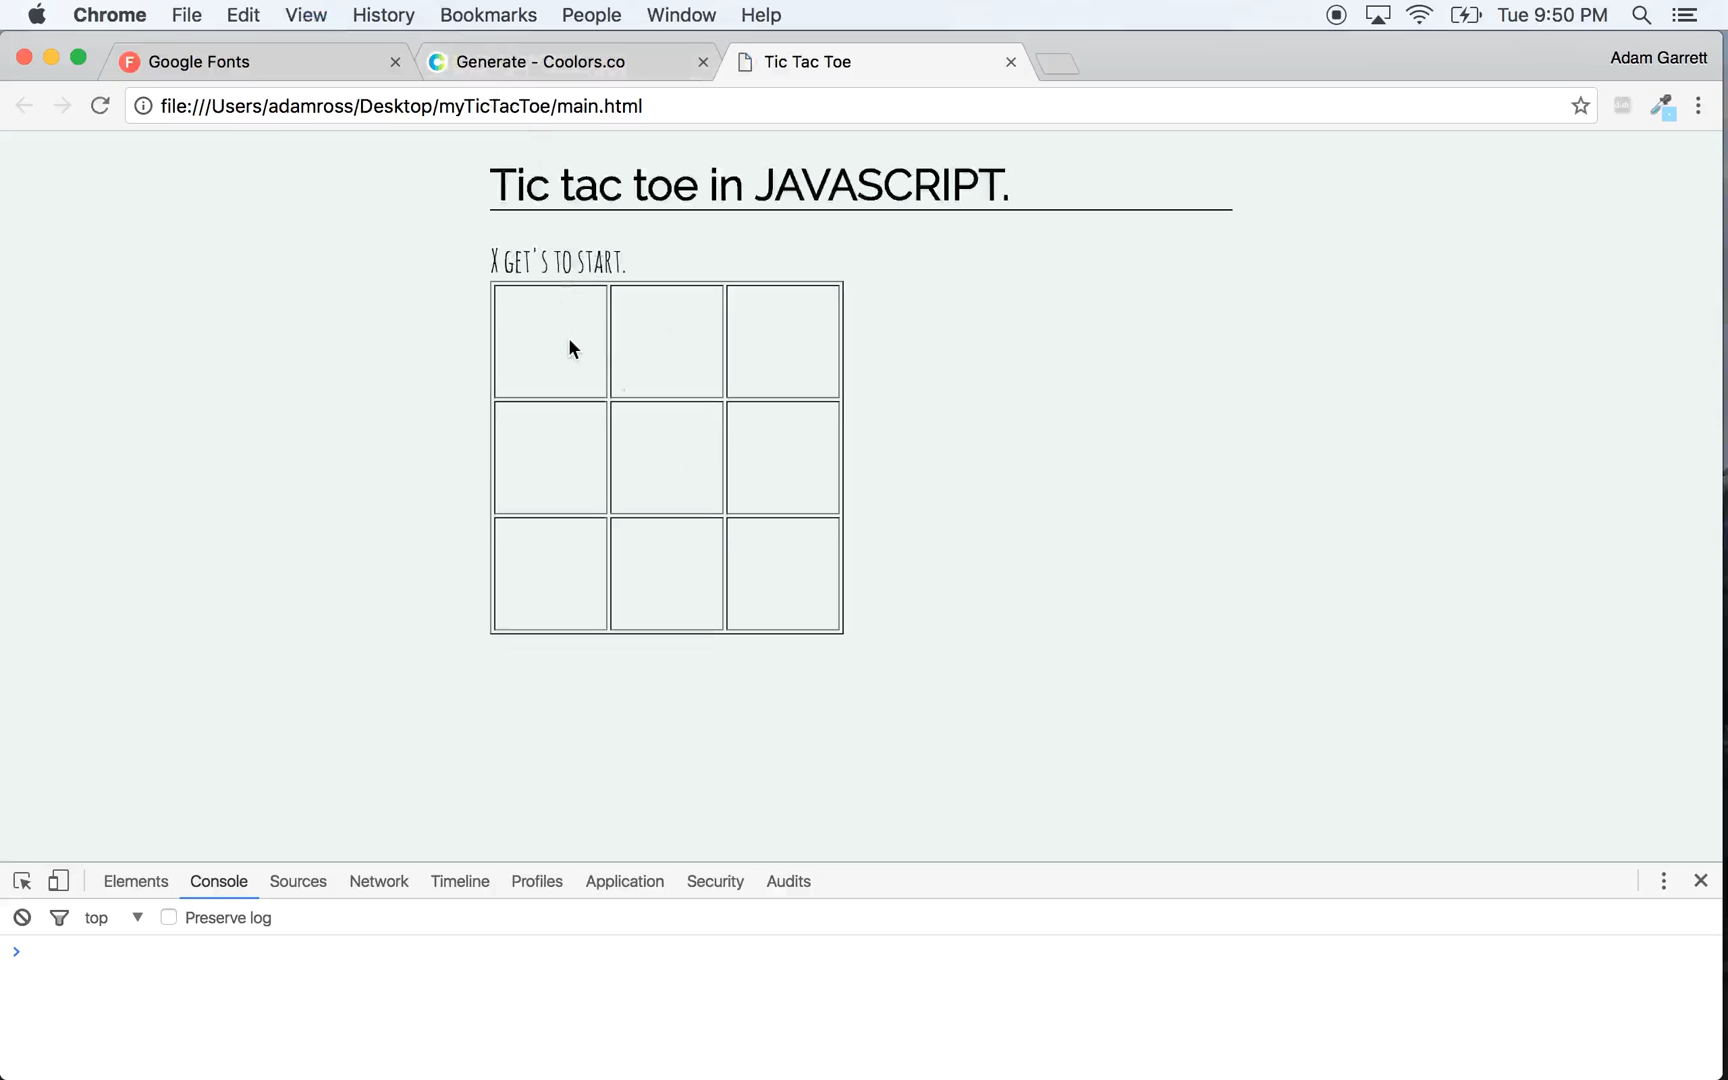 Chrome File Edit View History Bookmarks People Window Help Tue 9:50 PM
Google Fonts Generate - Coolors.co Tic Tac Toe Adam Garrett
file:///Users/adamross/Desktop/myTicTacToe/main.html
Tic tac toe in JAVASCRIPT.
X GET'S TO START.
Elements Console Sources Network Timeline Profiles Application Security Audits
top Preserve log